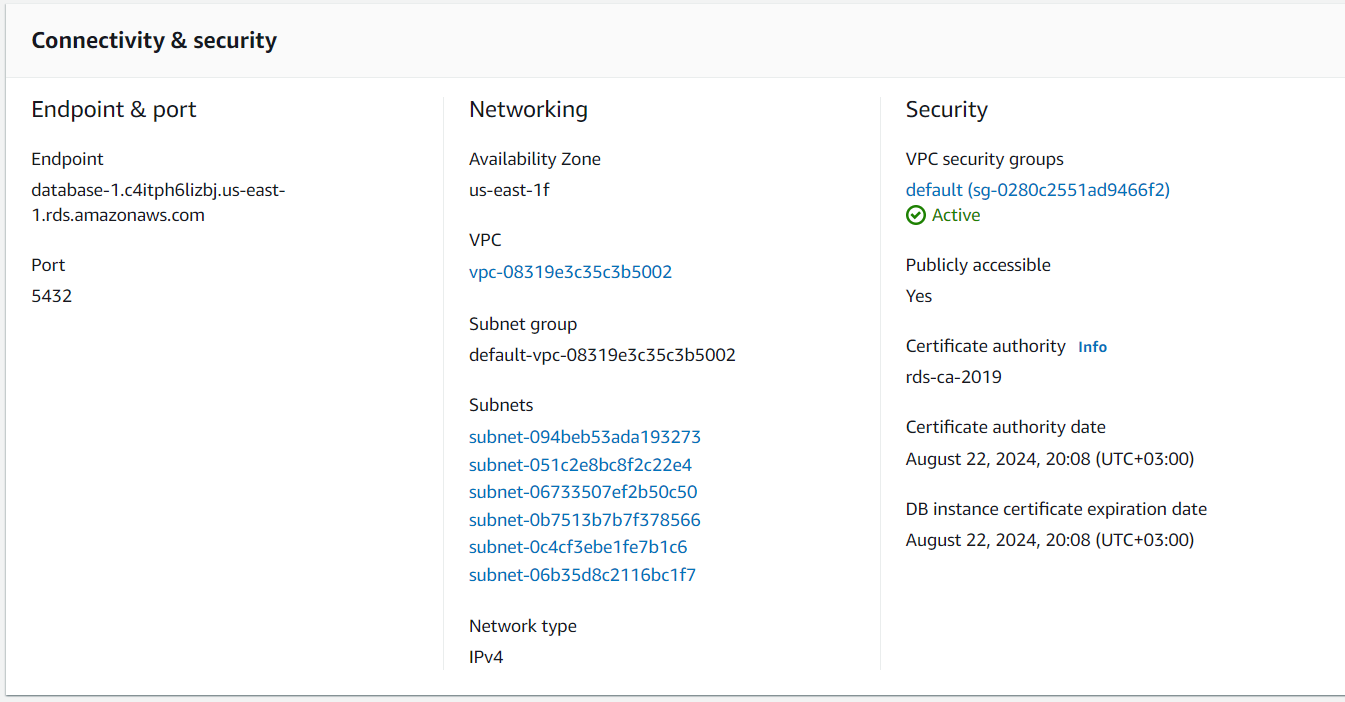 Connectivity & security
Endpoint & port
Endpoint
database-1.c4itph6lizbj.us-east-
1.rds.amazonaws.com
Port
5432
Networking
Availability Zone
us-east-1f
VPC
vpc-08319e3c35c3b5002
Subnet group
default-vpc-08319e3c35c3b5002
Subnets
subnet-094beb53ada193273
subnet-051c2e8bc8f2c22e4
subnet-06733507ef2b50c50
subnet-0b7513b7b7f378566
subnet-0c4cf3ebe1fe7b1c6
subnet-06b35d8c2116bc1f7
Network type
IPv4
Security
VPC security groups
default (sg-0280c2551ad9466f2)
Active
Publicly accessible
Yes
Certificate authority Info
rds-ca-2019
Certificate authority date
August 22, 2024, 20:08 (UTC+03:00)
DB instance certificate expiration date
August 22, 2024, 20:08 (UTC+03:00)